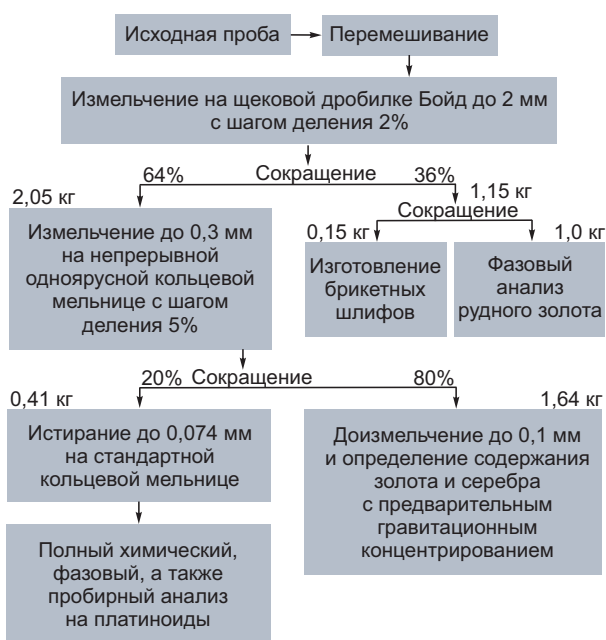 Исходная проба
Перемешивание
Измельчение на щековой дробилке Бойд до 2 мм
с шагом деления 2%
64%
Сокращение
36%
2,05 кг
1,15 кг
Сокращение
0,15 кг
1,0 кг
Измельчение до 0,3 мм
на непрерывной
одноярусной кольцевой
мельнице с шагом
деления 5%
Изготовление
брикетных
шлифов
Фазовый
анализ
рудного золота
20%
Сокращение
80%
0,41 кг
1,64 кг
Истирание до 0,074 мм
на стандартной
кольцевой мельнице
Доизмельчение до 0,1 мм
и определение содержания
золота и серебра
с предварительным
гравитационным
концентрированием
Полный химический,
фазовый, а также
пробирный анализ
на платиноиды